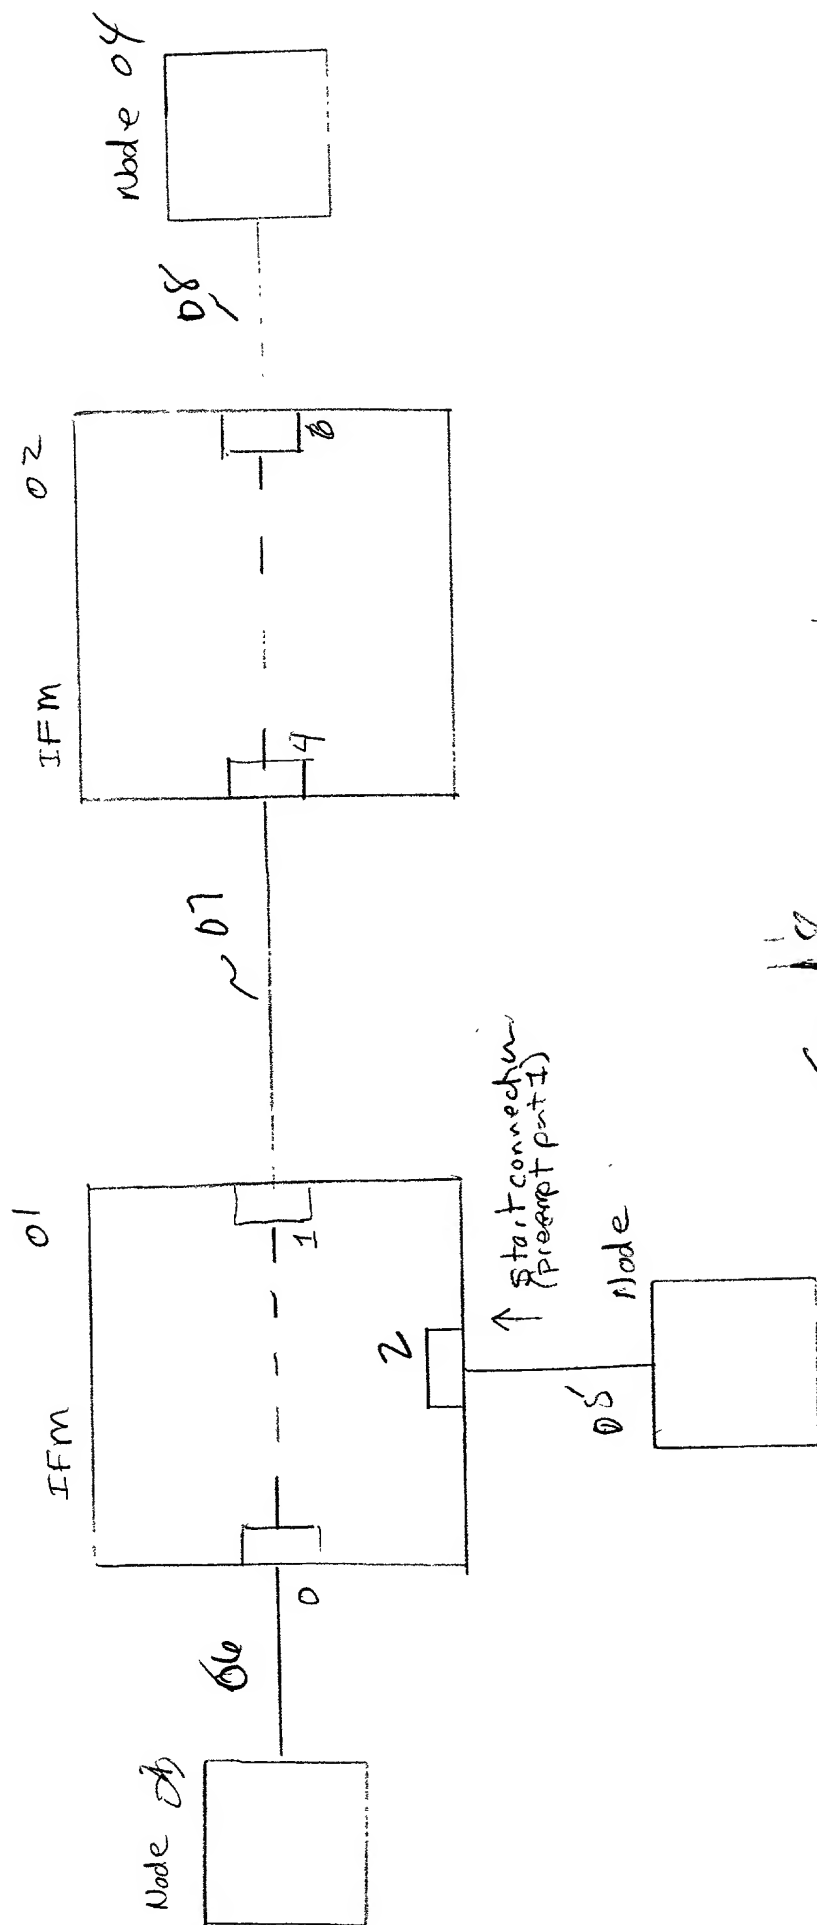 Node 04
08
IFM 02
8
4
07
IFM 01
1
2
0
↑ start connection
(preempt port 1)
Node
05
06
Node